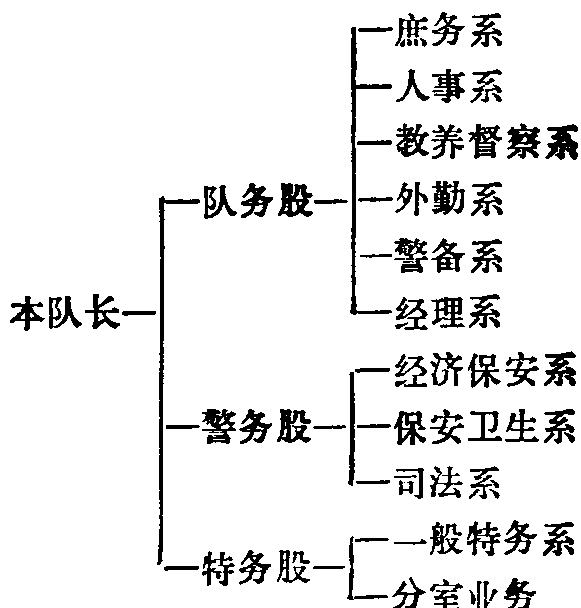 庶务系
人事系
教养督察系
队务股
外勤系
警备系
本队长
经理系
经济保安系
警务股
保安卫生系
司法系
一般特务系
特务股
分室业务